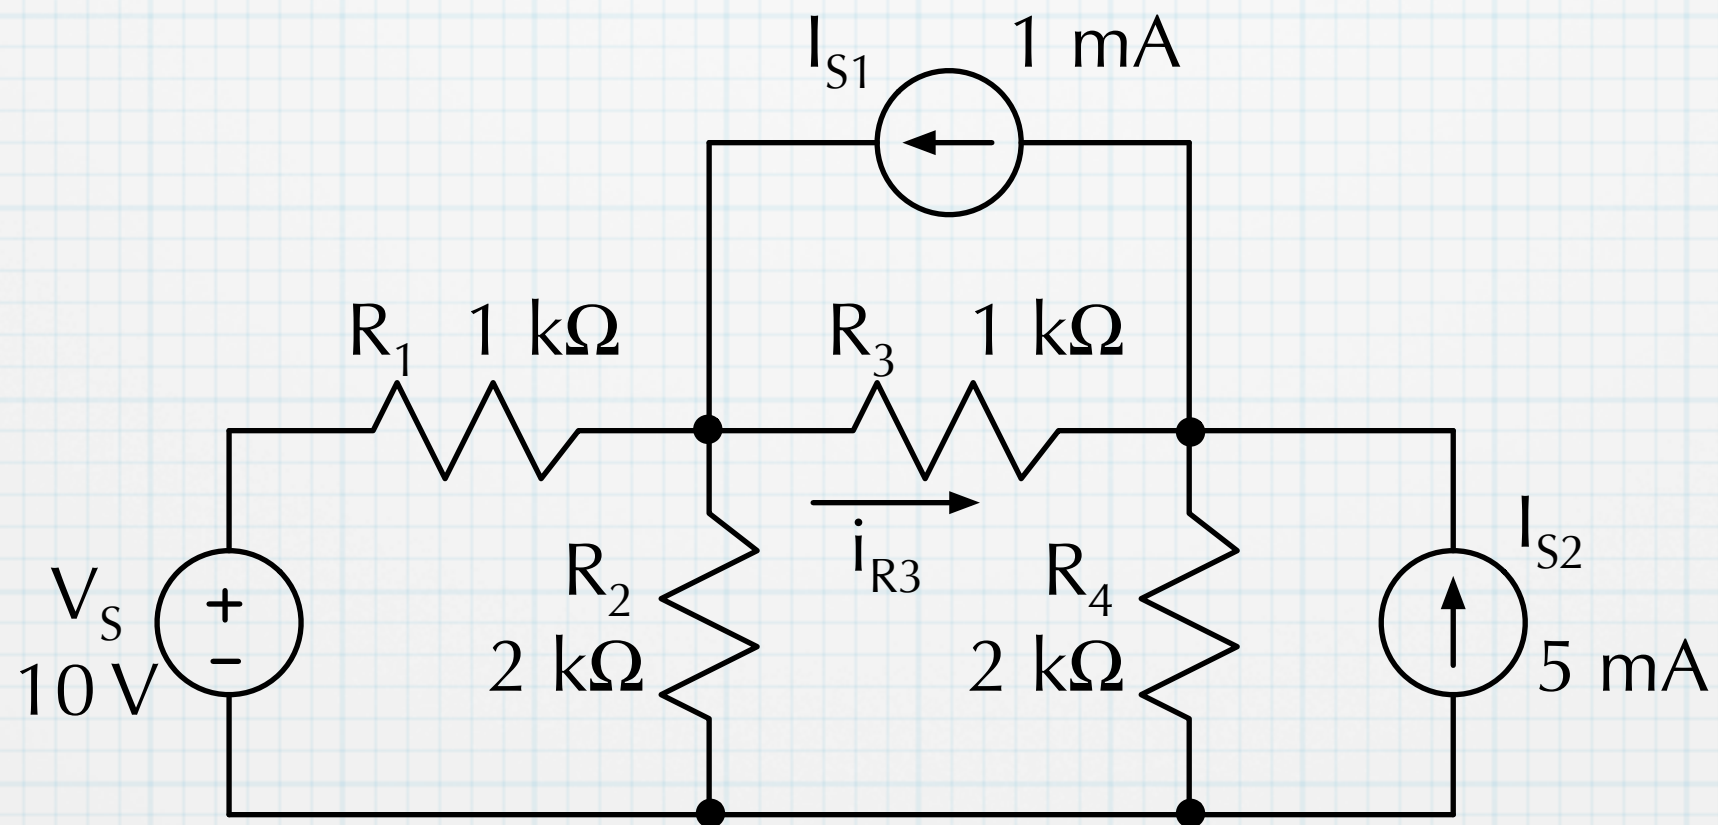 I_S1 1 mA
R_1 1 kΩ
R_3 1 kΩ
i_R3
R_2
2 kΩ
R_4
2 kΩ
V_S
+
−
10 V
I_S2
5 mA